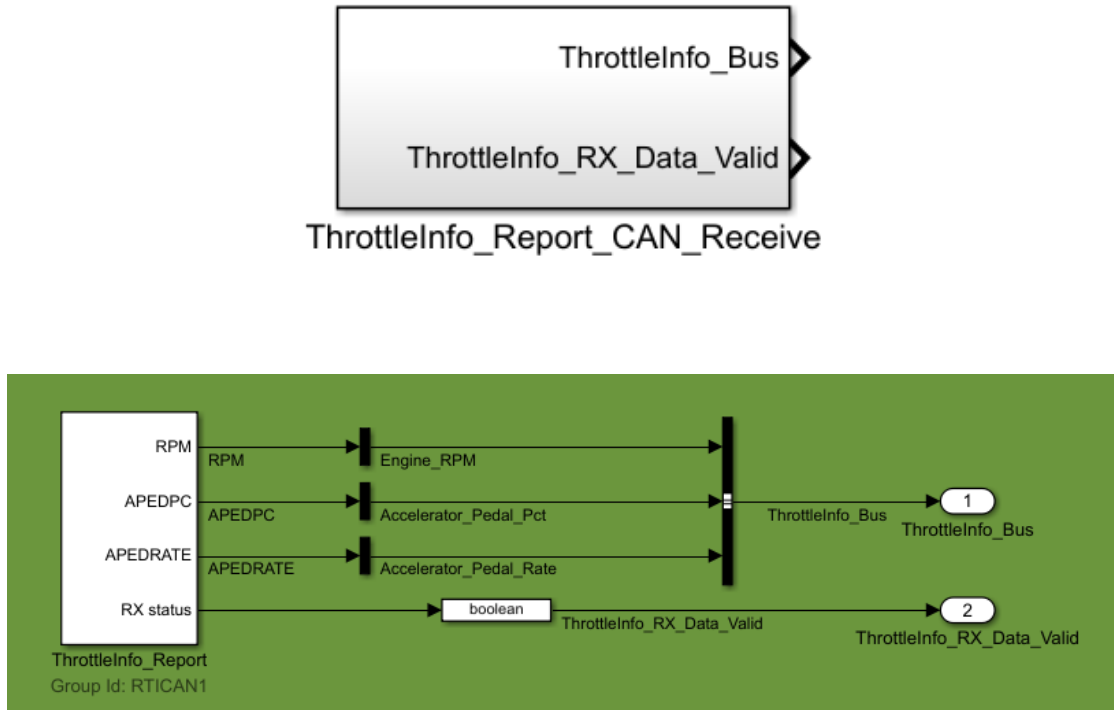 ThrottleInfo_Bus
ThrottleInfo_RX_Data_Valid
ThrottleInfo_Report_CAN_Receive
RPM
RPM
Engine_RPM
APEDPC
APEDPC
Accelerator_Pedal_Pct
ThrottleInfo_Bus
1
ThrottleInfo_Bus
APEDRATE
APEDRATE
Accelerator_Pedal_Rate
RX status
boolean
ThrottleInfo_RX_Data_Valid
2
ThrottleInfo_RX_Data_Valid
ThrottleInfo_Report
Group Id: RTICAN1